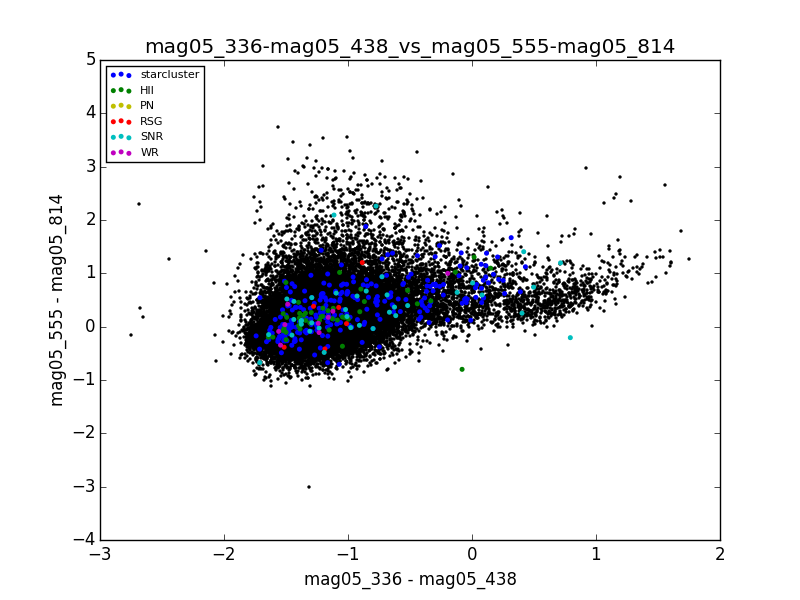 mag05_336-mag05_438_vs_mag05_555-mag05_814
starcluster
HII
PN
RSG
SNR
WR
5
4
3
2
1
0
−1
−2
−3
−4
mag05_555 - mag05_814
−3 −2 −1 0 1 2
mag05_336 - mag05_438